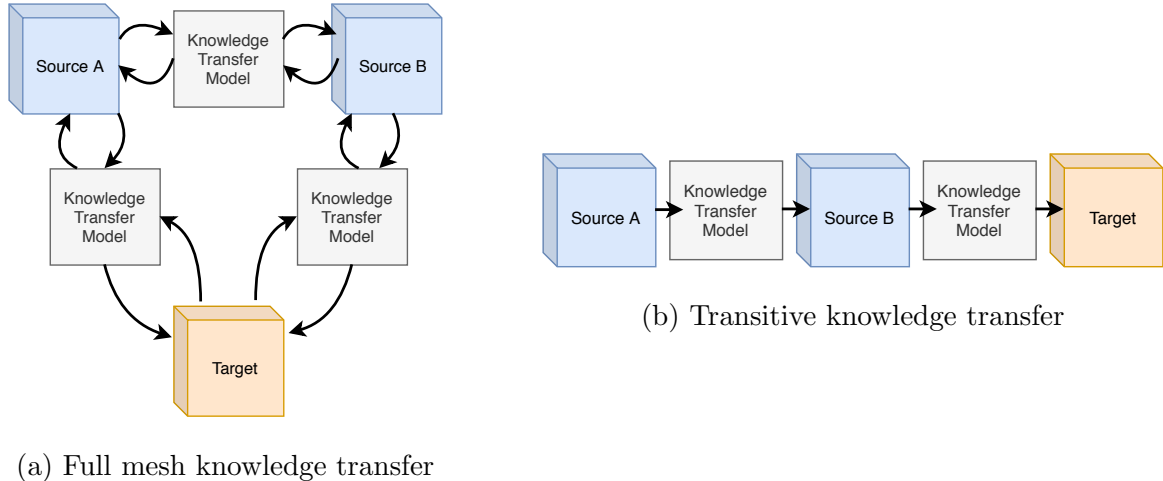 Source A
Knowledge
Transfer
Model
Source B
Knowledge
Transfer
Model
Knowledge
Transfer
Model
Target
(a) Full mesh knowledge transfer
Source A
Knowledge
Transfer
Model
Source B
Knowledge
Transfer
Model
Target
(b) Transitive knowledge transfer